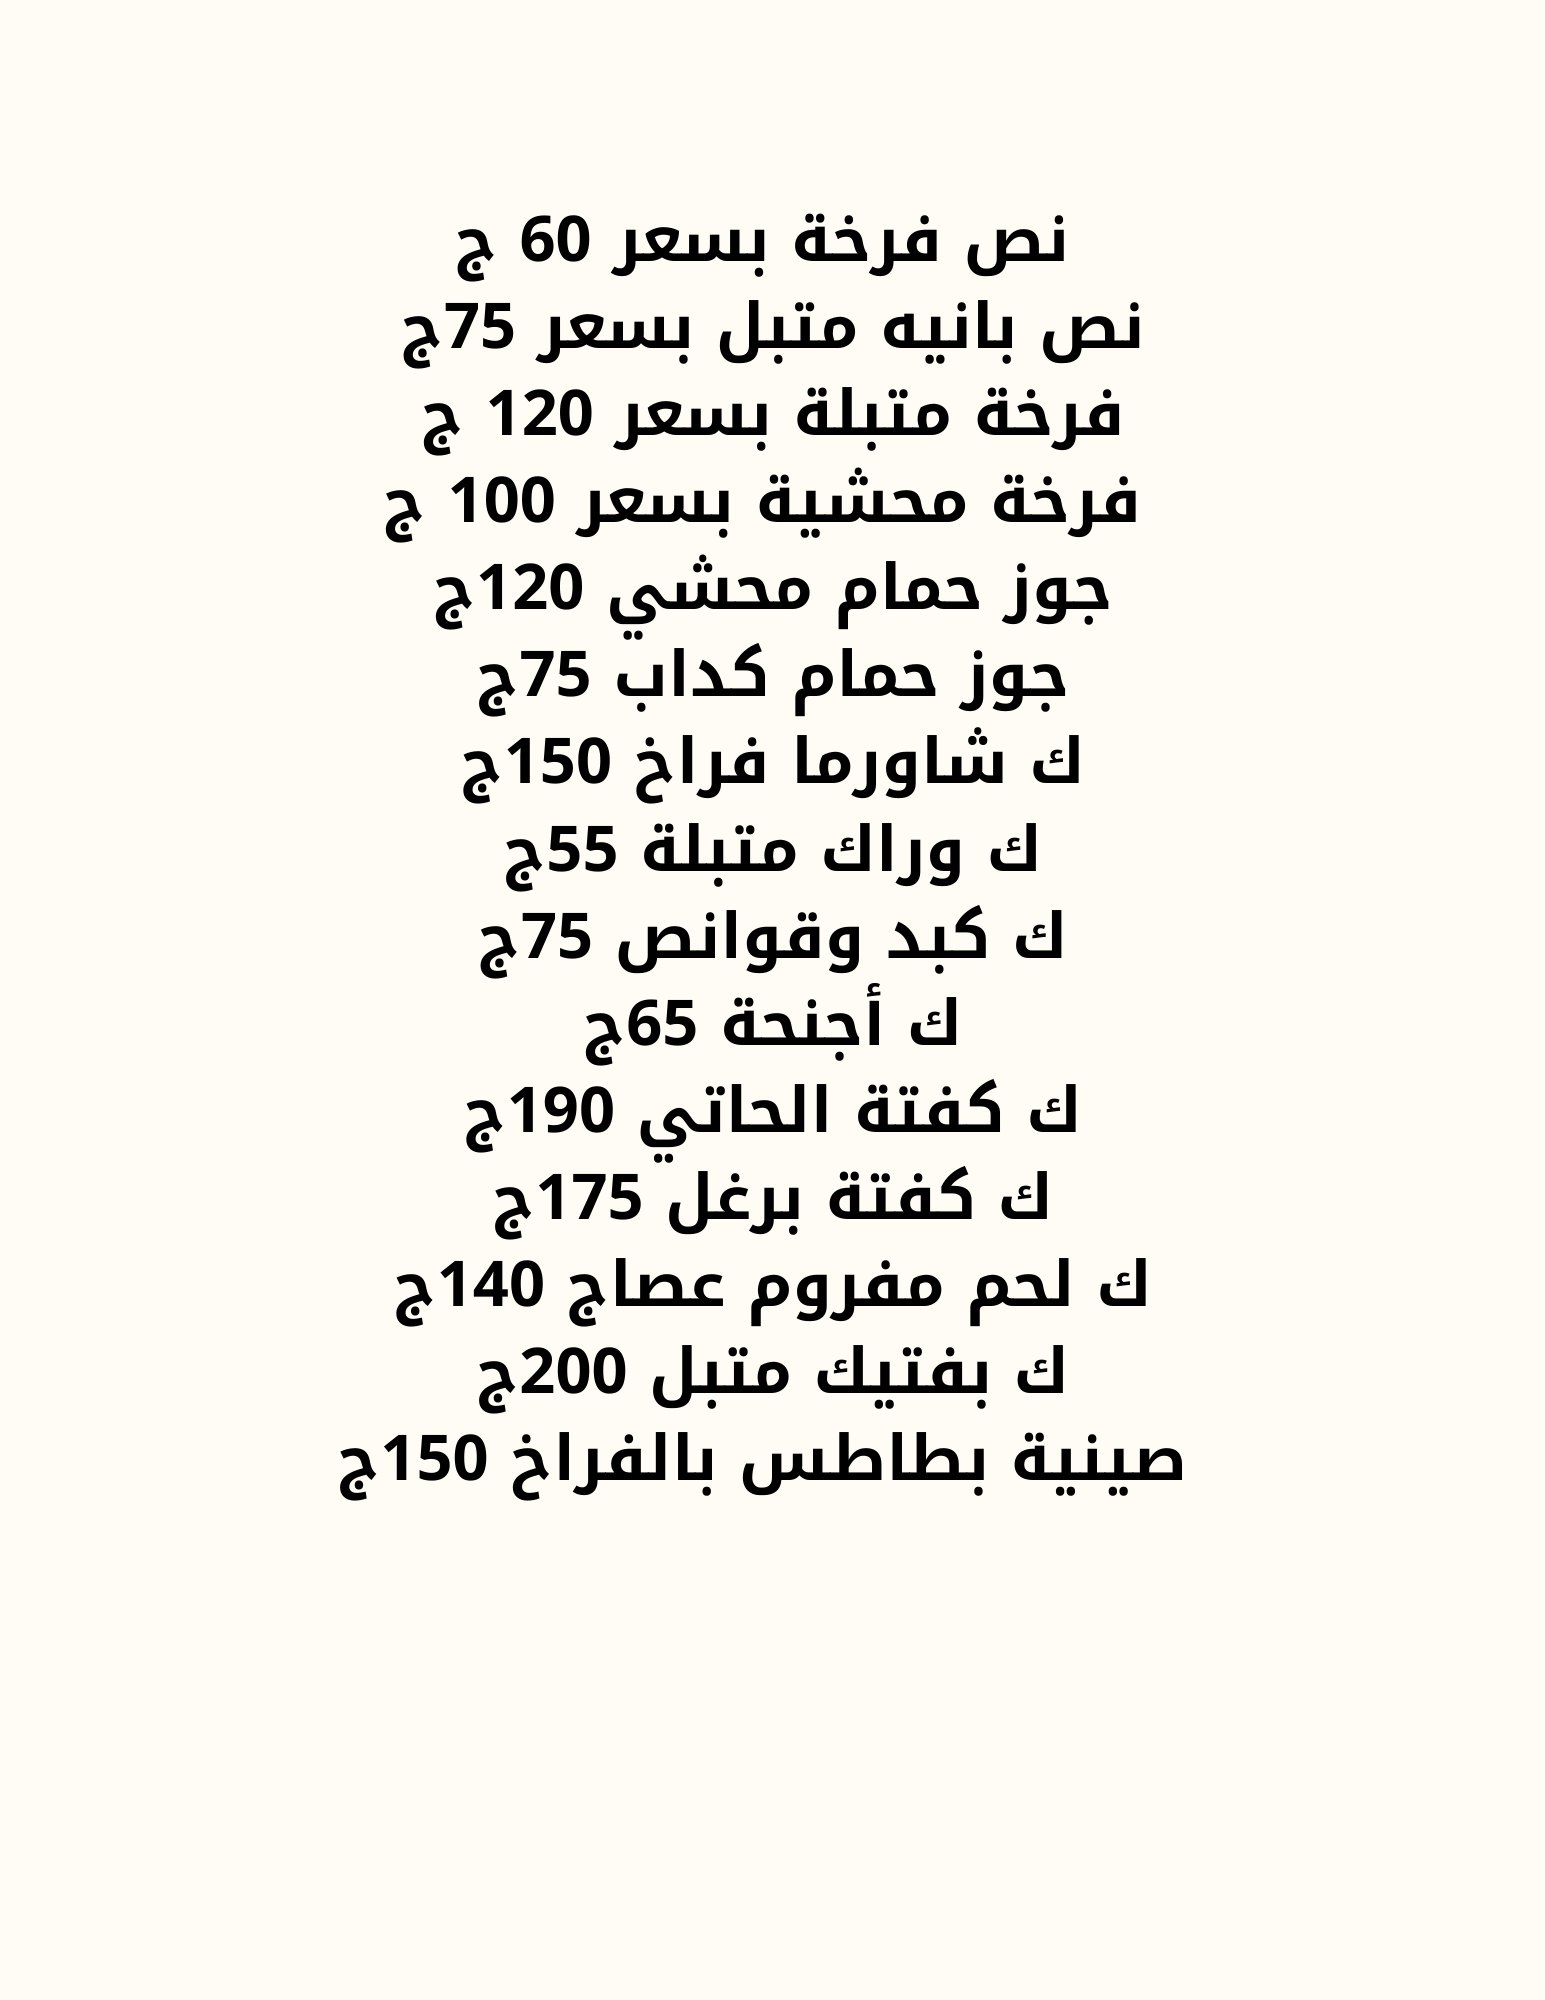 نص فرخة بسعر 60 ج
نص بانيه متبل بسعر 75ج
فرخة متبلة بسعر 120 ج
فرخة محشية بسعر 100 ج
جوز حمام محشي 120ج
جوز حمام كداب 75ج
ك شاورما فراخ 150ج
ك وراك متبلة 55ج
ك كبد وقوانص 75ج
ك أجنحة 65ج
ك كفتة الحاتي 190ج
ك كفتة برغل 175ج
ك لحم مفروم عصاج 140ج
ك بفتيك متبل 200ج
صينية بطاطس بالفراخ 150ج